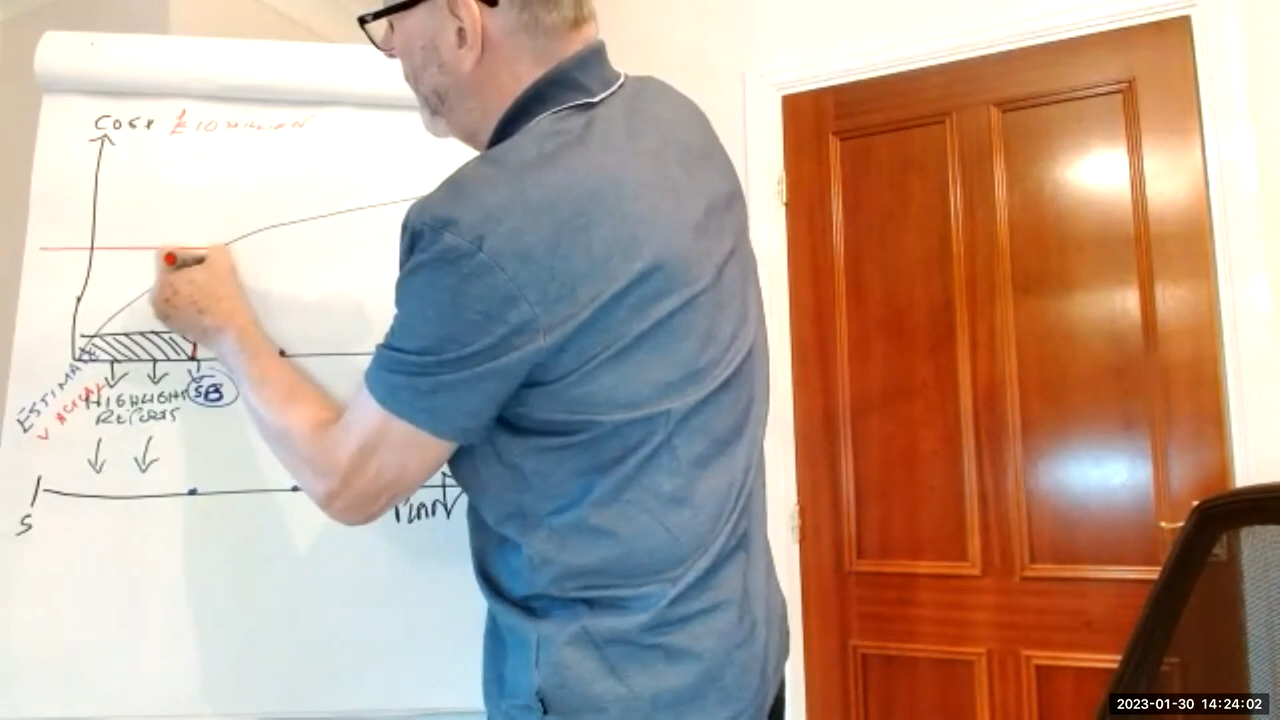 COST £10 MILLION
ESTIMATE
V ACTUAL
HIGHLIGHT
REPORTS
SB
PLAN
S
2023-01-30 14:24:02